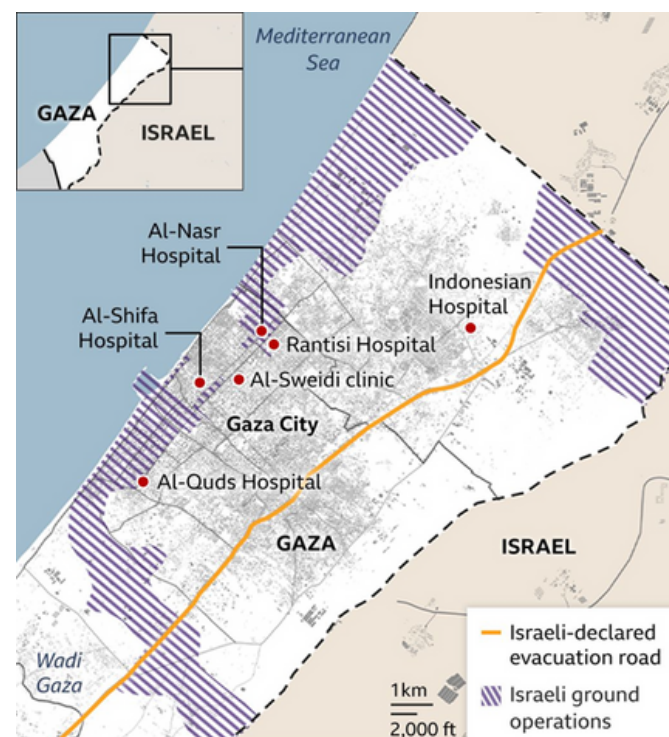 Mediterranean
Sea
GAZA
ISRAEL
Al-Nasr
Hospital
Indonesian
Hospital
Al-Shifa
Hospital
Rantisi Hospital
Al-Sweidi clinic
Gaza City
Al-Quds Hospital
GAZA
ISRAEL
Wadi
Gaza
1km
2,000 ft
Israeli-declared
evacuation road
Israeli ground
operations